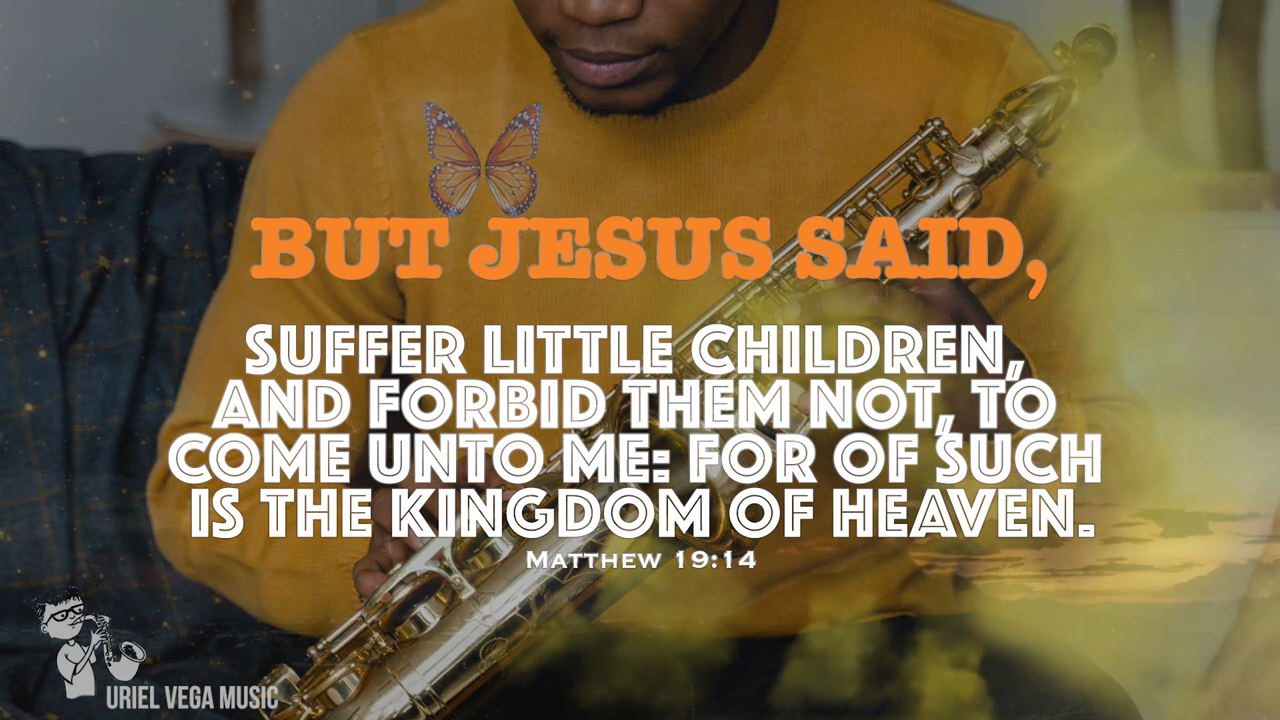 BUT JESUS SAID,
SUFFER LITTLE CHILDREN,
AND FORBID THEM NOT, TO
COME UNTO ME: FOR OF SUCH
IS THE KINGDOM OF HEAVEN.
MATTHEW 19:14
URIEL VEGA MUSIC